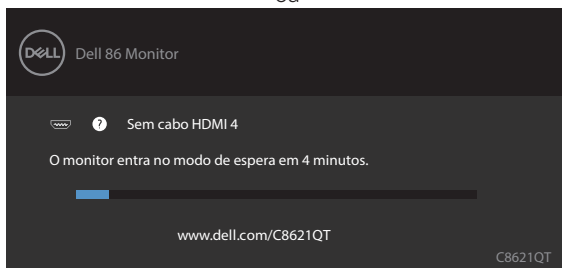 ou
DELL
Dell 86 Monitor
? Sem cabo HDMI 4
O monitor entra no modo de espera em 4 minutos.
www.dell.com/C8621QT
C8621QT